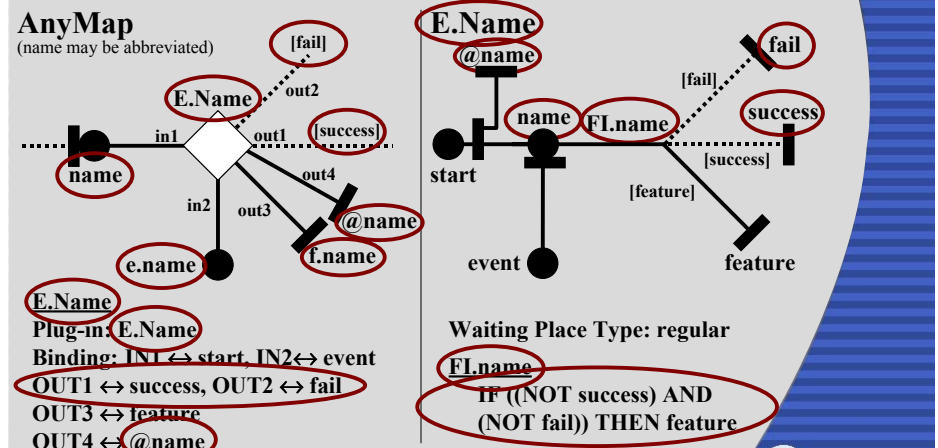 AnyMap
(name may be abbreviated)
[fail]
out2
E.Name
in1
out1
[success]
name
out4
in2
out3
@name
f.name
e.name
E.Name
Plug-in: E.Name
Binding: IN1 ↔ start, IN2↔ event
OUT1 ↔ success, OUT2 ↔ fail
OUT3 ↔ feature
OUT4 ↔ @name
E.Name
@name
fail
[fail]
name
FI.name
success
start
[success]
[feature]
event
feature
Waiting Place Type: regular
FI.name
IF ((NOT success) AND
(NOT fail)) THEN feature